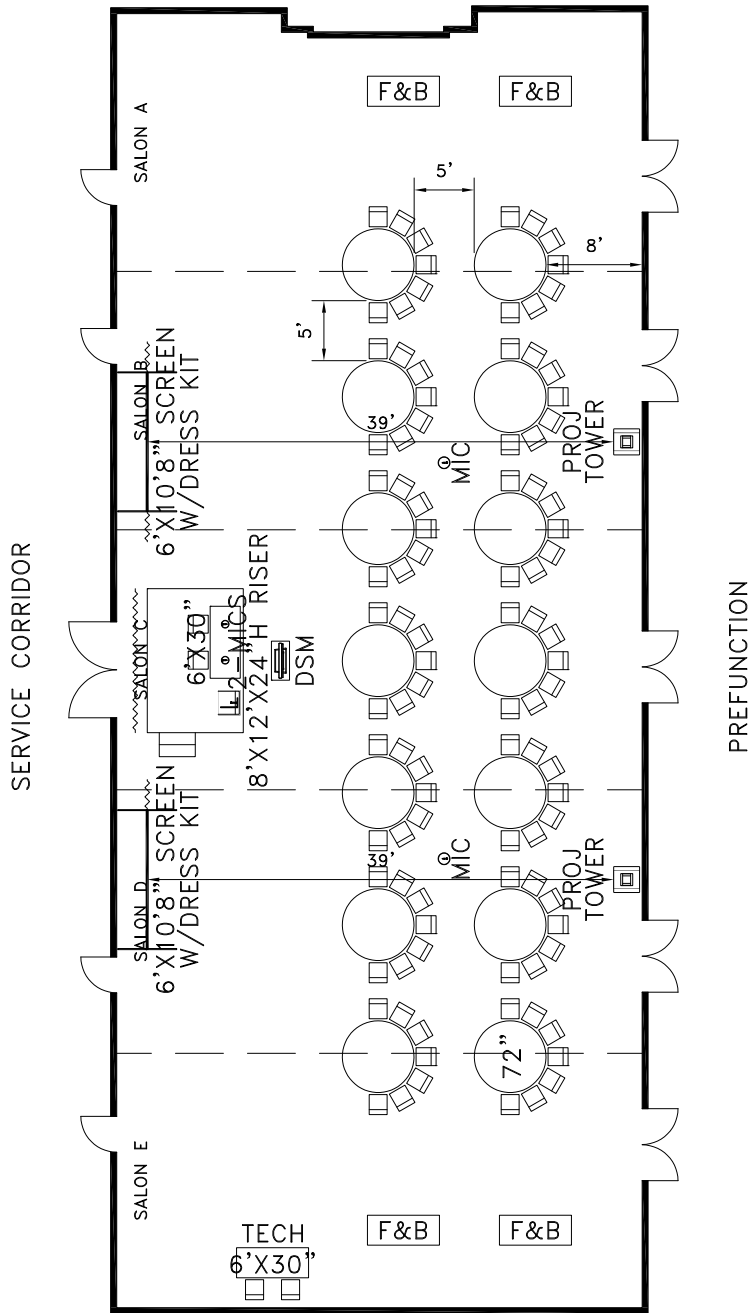 F&B
F&B
SALON A
5'
8'
5'
SALON B
6'X10'8" SCREEN
W/DRESS KIT
39'
MIC
PROJ
TOWER
SERVICE CORRIDOR
SALON C
6'X30"
2-MICS
8'X12'X24"H RISER
DSM
PREFUNCTION
SALON D
6'X10'8" SCREEN
W/DRESS KIT
39'
MIC
PROJ
TOWER
72"
SALON E
F&B
F&B
TECH
6'X30"